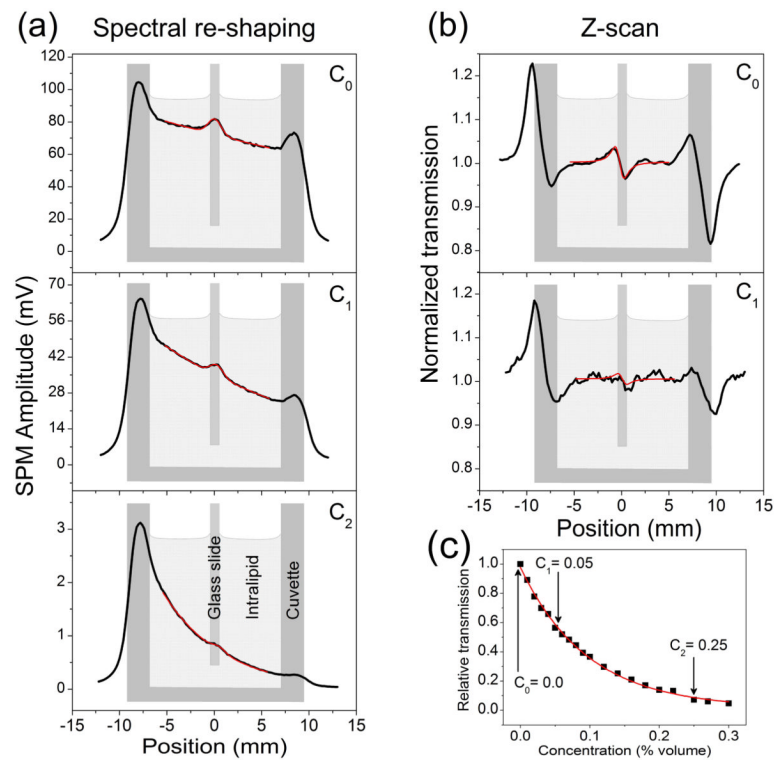 (a) Spectral re-shaping
(b) Z-scan
SPM Amplitude (mV)
120
100
80
60
40
20
0
C0
70
56
42
28
14
0
C1
3
2
1
0
C2
Glass slide
Intralipid
Cuvette
-15 -10 -5 0 5 10 15
Position (mm)
Normalized transmission
1.2
1.1
1.0
0.9
0.8
C0
1.2
1.1
1.0
0.9
0.8
C1
-15 -10 -5 0 5 10 15
Position (mm)
(c)
Relative transmission
1.0
0.8
0.6
0.4
0.2
0.0
C1= 0.05
C2= 0.25
C0= 0.0
0.0 0.1 0.2 0.3
Concentration (% volume)